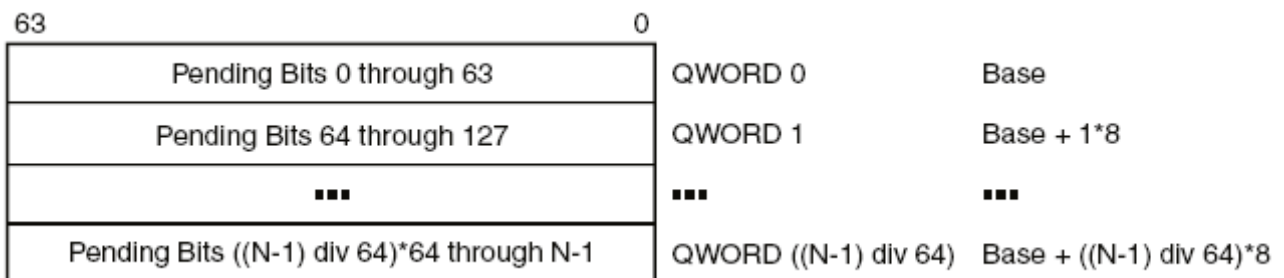 63 0
Pending Bits 0 through 63 QWORD 0 Base
Pending Bits 64 through 127 QWORD 1 Base + 1*8
... ... ...
Pending Bits ((N-1) div 64)*64 through N-1 QWORD ((N-1) div 64) Base + ((N-1) div 64)*8